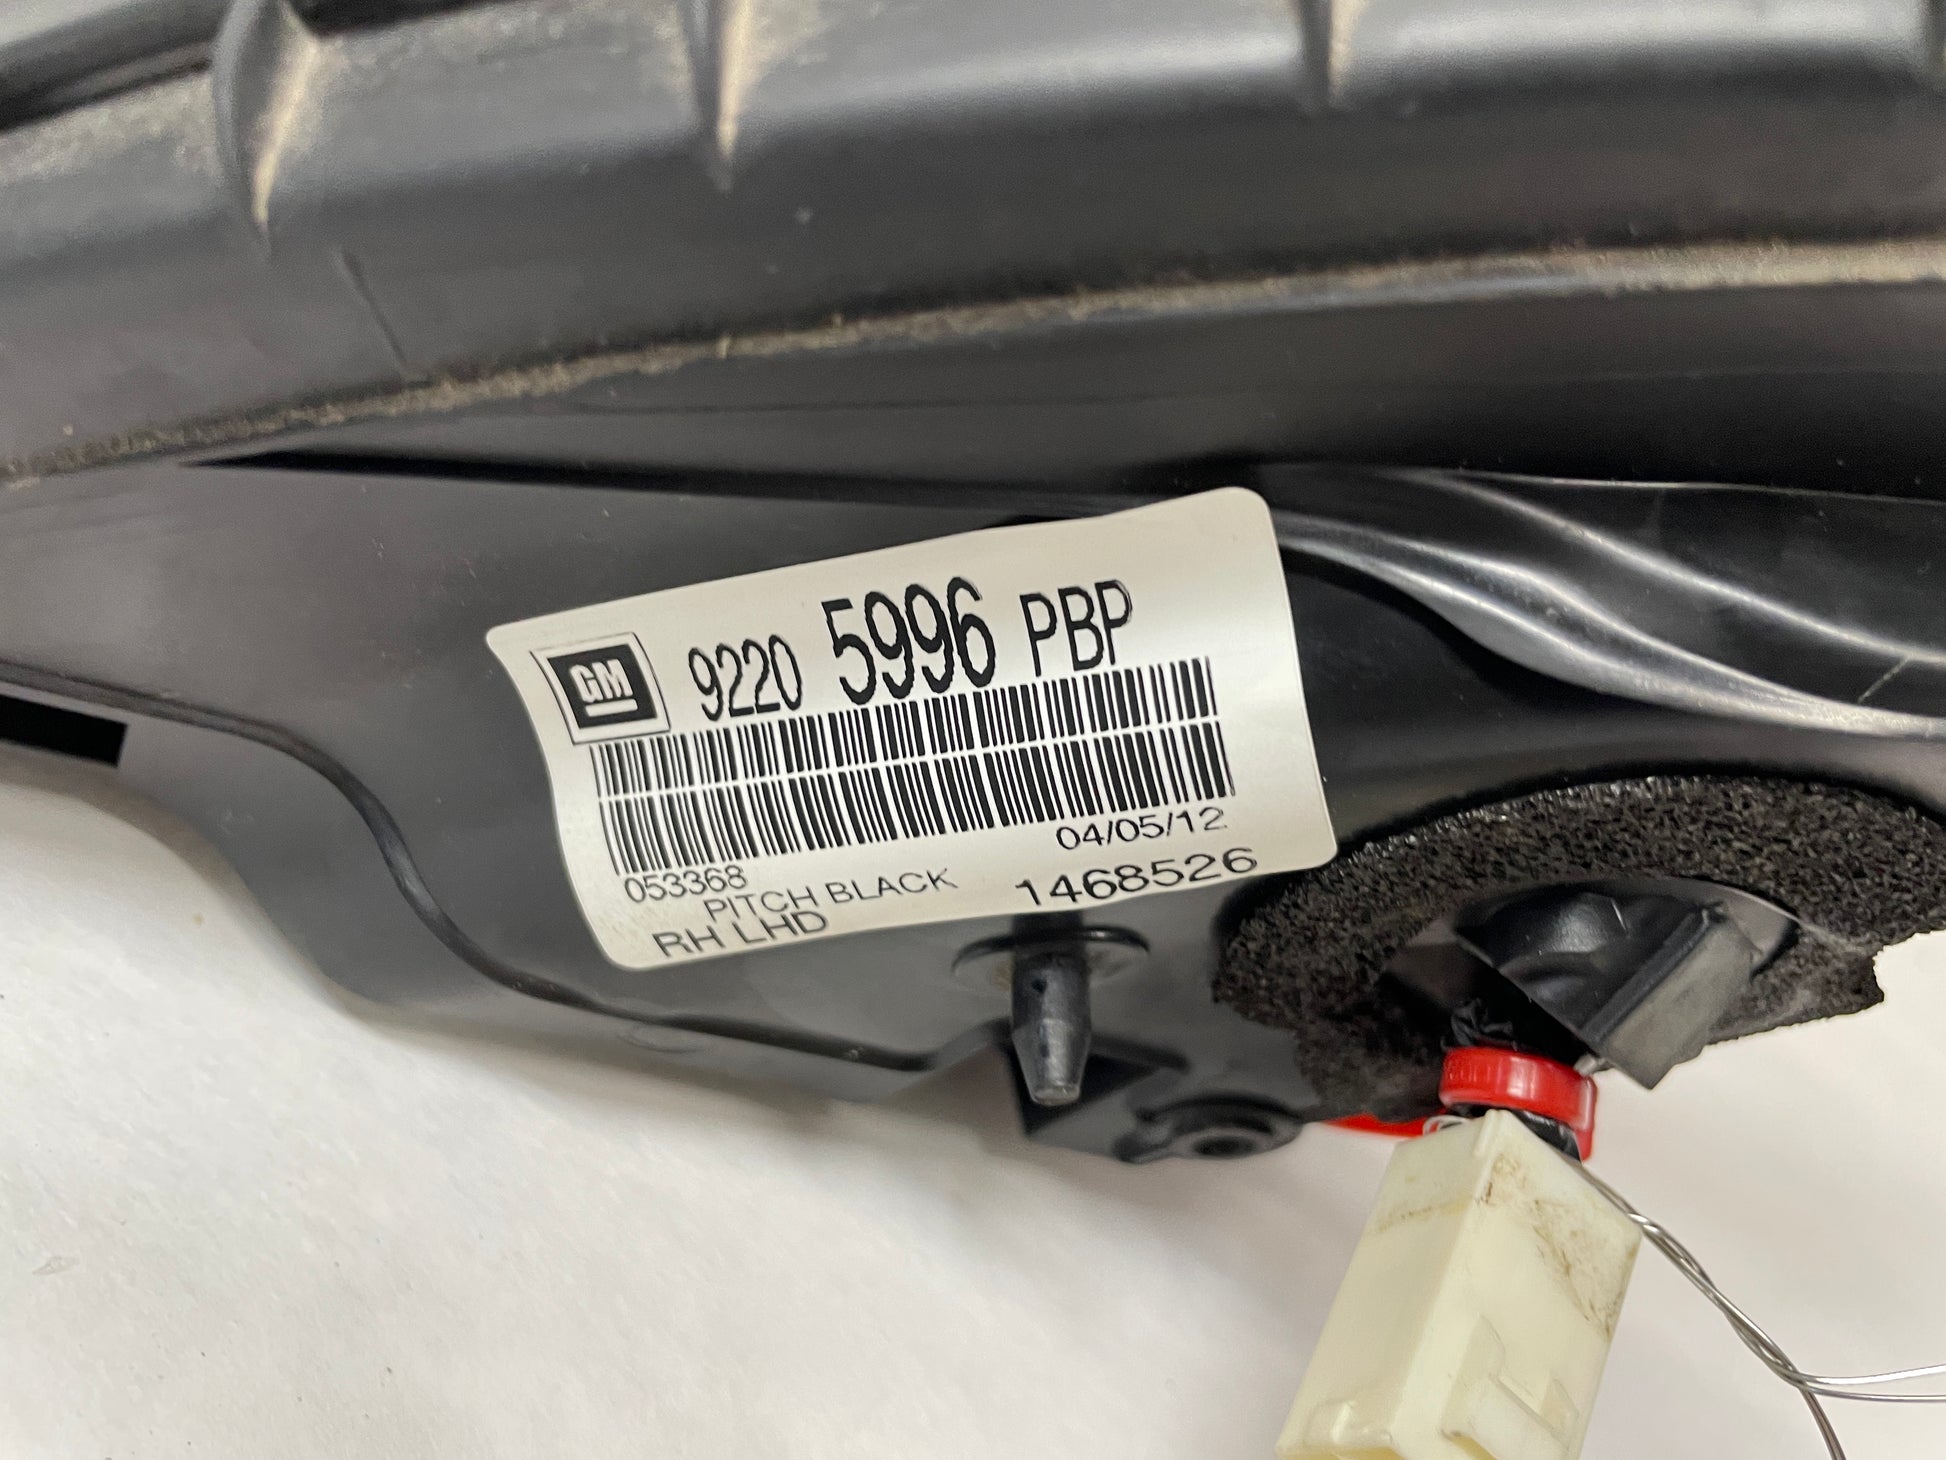 GM 9220 5996 PBP
04/05/12
053368
PITCH BLACK 1468526
RH LHD